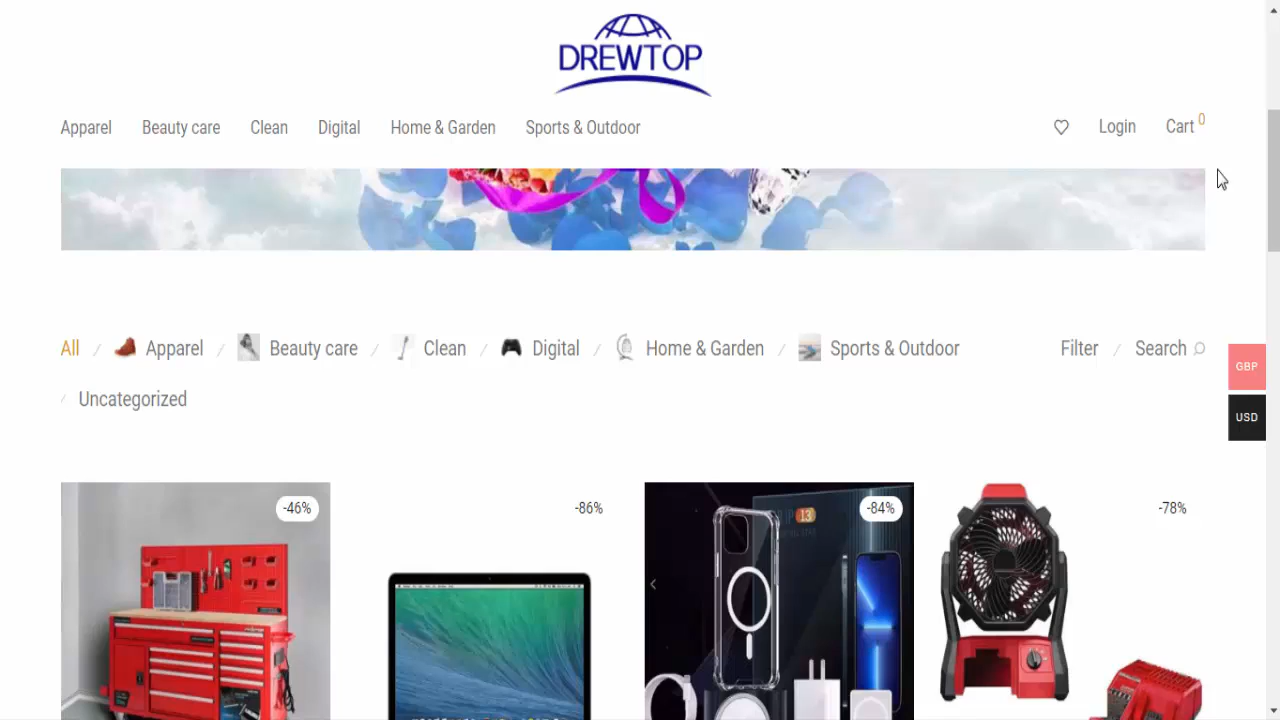 DREWTOP
Apparel Beauty care Clean Digital Home & Garden Sports & Outdoor Login Cart 0
All / Apparel / Beauty care / Clean / Digital / Home & Garden / Sports & Outdoor Filter / Search
GBP
/ Uncategorized
USD
-46% -86% -84% -78%
13